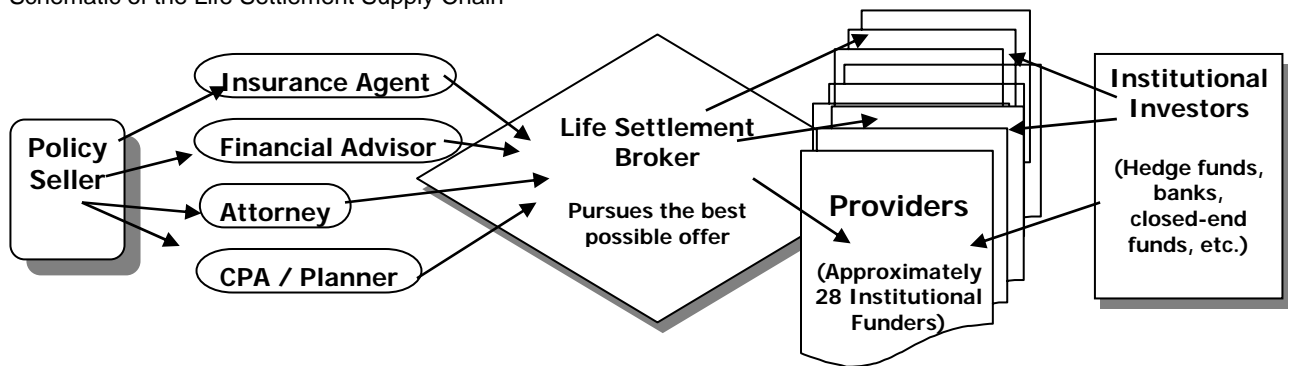 Schematic of the Life Settlement Supply Chain
Policy
Seller
Insurance Agent
Financial Advisor
Attorney
CPA / Planner
Life Settlement
Broker
Pursues the best
possible offer
Providers
(Approximately
28 Institutional
Funders)
Institutional
Investors
(Hedge funds,
banks,
closed-end
funds, etc.)